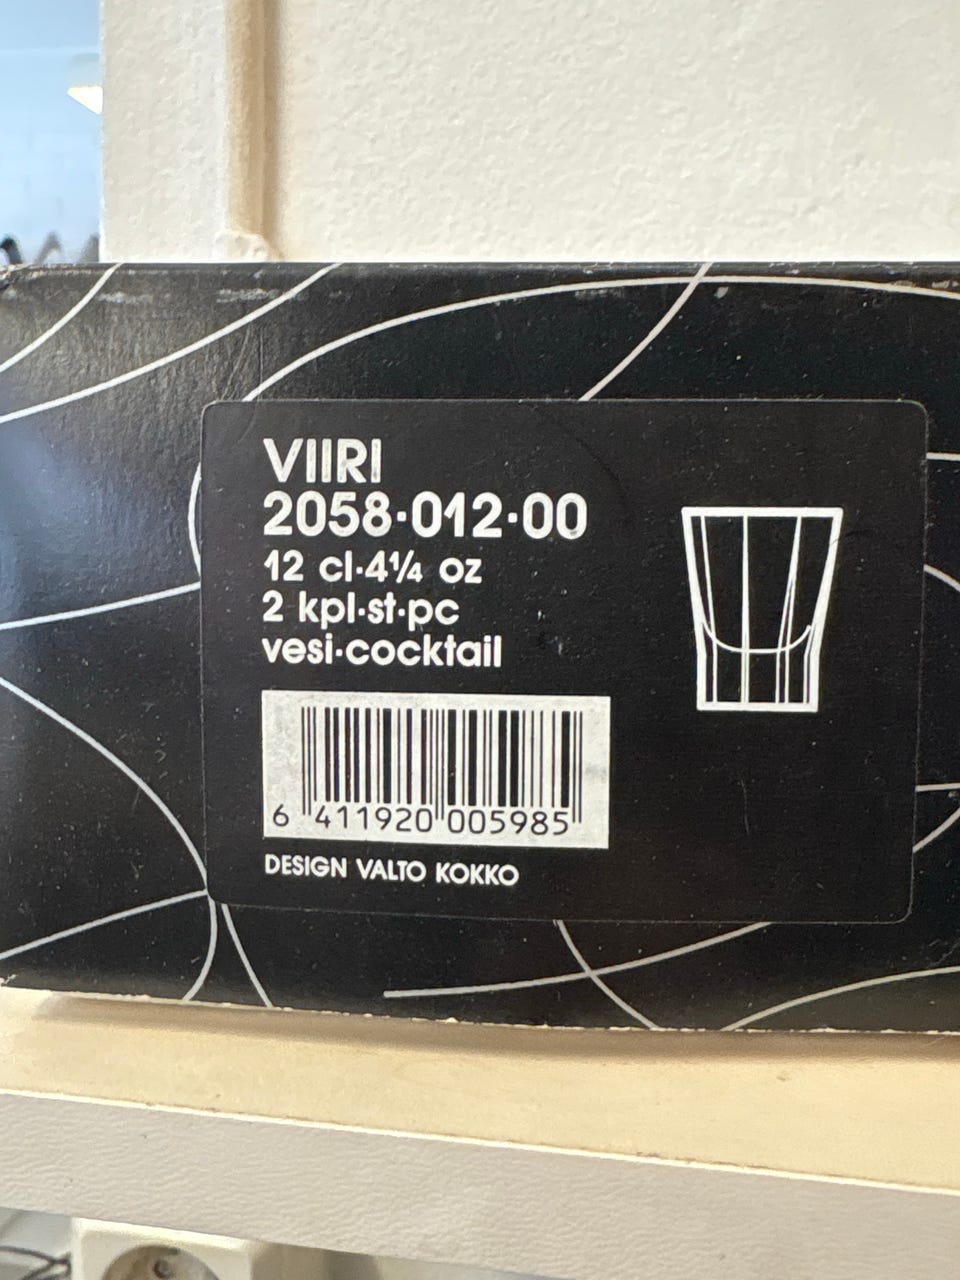 VIIRI
2058·012·00
12 cl·4¼ oz
2 kpl·st·pc
vesi·cocktail
6 411920 005985
DESIGN VALTO KOKKO